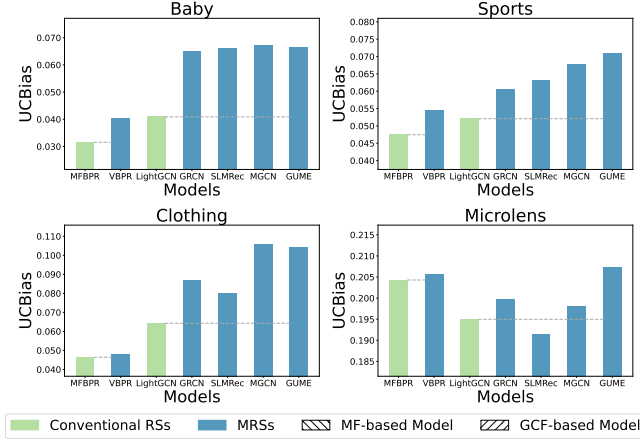 Baby
UCBias
0.070
0.060
0.050
0.040
0.030
MFBPR VBPR LightGCN GRCN SLMRec MGCN GUME
Models
Sports
UCBias
0.080
0.075
0.070
0.065
0.060
0.055
0.050
0.045
0.040
MFBPR VBPR LightGCN GRCN SLMRec MGCN GUME
Models
Clothing
UCBias
0.110
0.100
0.090
0.080
0.070
0.060
0.050
0.040
MFBPR VBPR LightGCN GRCN SLMRec MGCN GUME
Models
Microlens
UCBias
0.215
0.210
0.205
0.200
0.195
0.190
0.185
MFBPR VBPR LightGCN GRCN SLMRec MGCN GUME
Models
Conventional RSs MRSs MF-based Model GCF-based Model